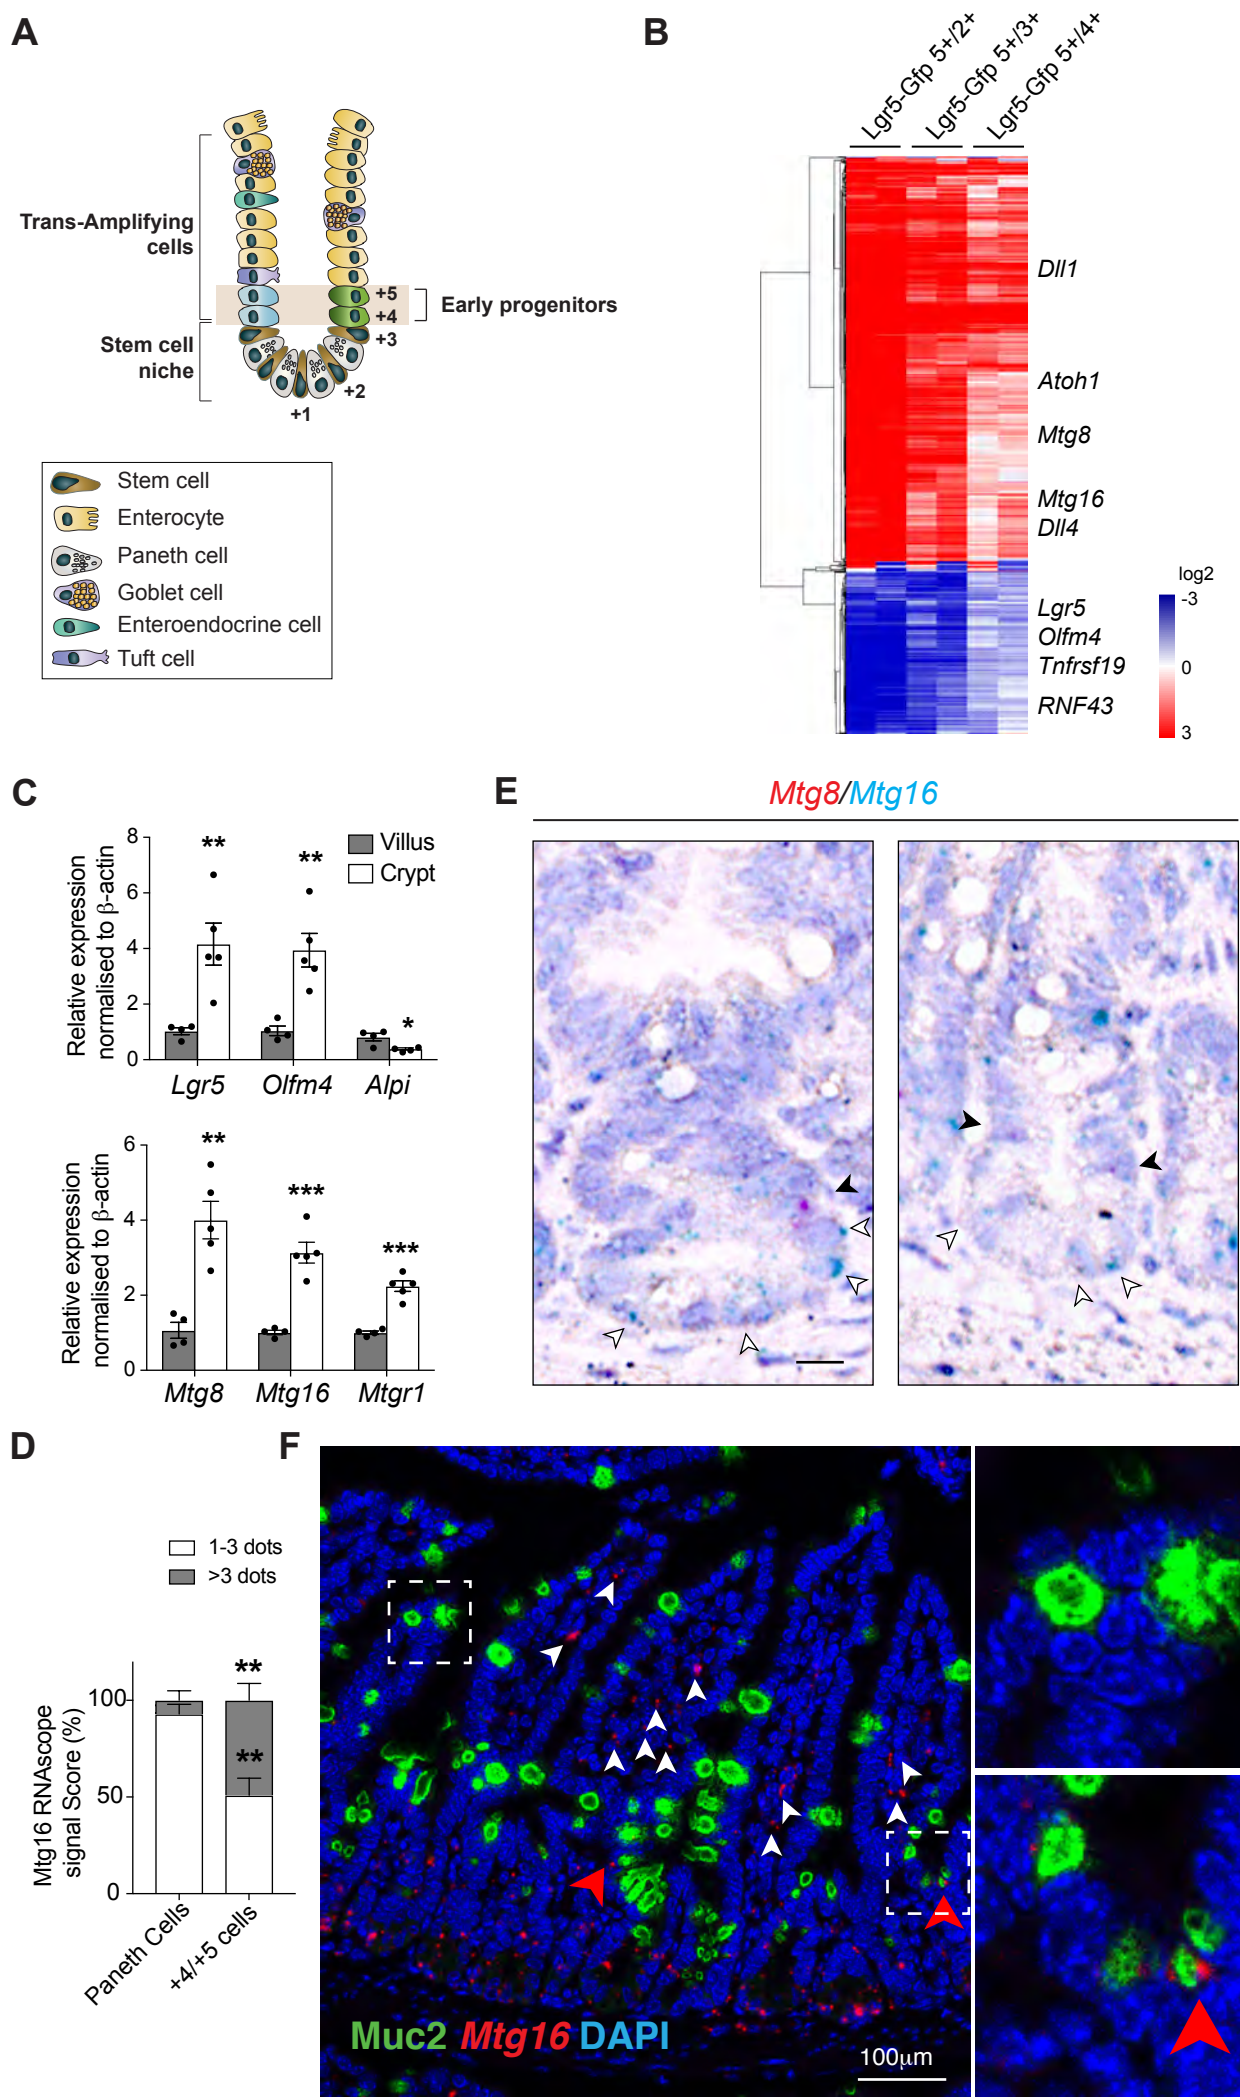 A
Trans-Amplifying
cells
Stem cell
niche
+5
+4
+3
+2
+1
Early progenitors
Stem cell
Enterocyte
Paneth cell
Goblet cell
Enteroendocrine cell
Tuft cell
B
Lgr5-Gfp 5+/2+
Lgr5-Gfp 5+/3+
Lgr5-Gfp 5+/4+
Dll1
Atoh1
Mtg8
Mtg16
Dll4
Lgr5
Olfm4
Tnfrsf19
RNF43
log2
-3
0
3
C
Relative expression
normalised to β-actin
8
6
4
2
0
Villus
Crypt
**
**
*
Lgr5 Olfm4 Alpi
Relative expression
normalised to β-actin
6
4
2
0
**
***
***
Mtg8 Mtg16 Mtgr1
E
Mtg8/Mtg16
D
1-3 dots
>3 dots
Mtg16 RNAscope
signal Score (%)
100
50
0
**
**
Paneth Cells
+4/+5 cells
F
Muc2 Mtg16 DAPI
100μm